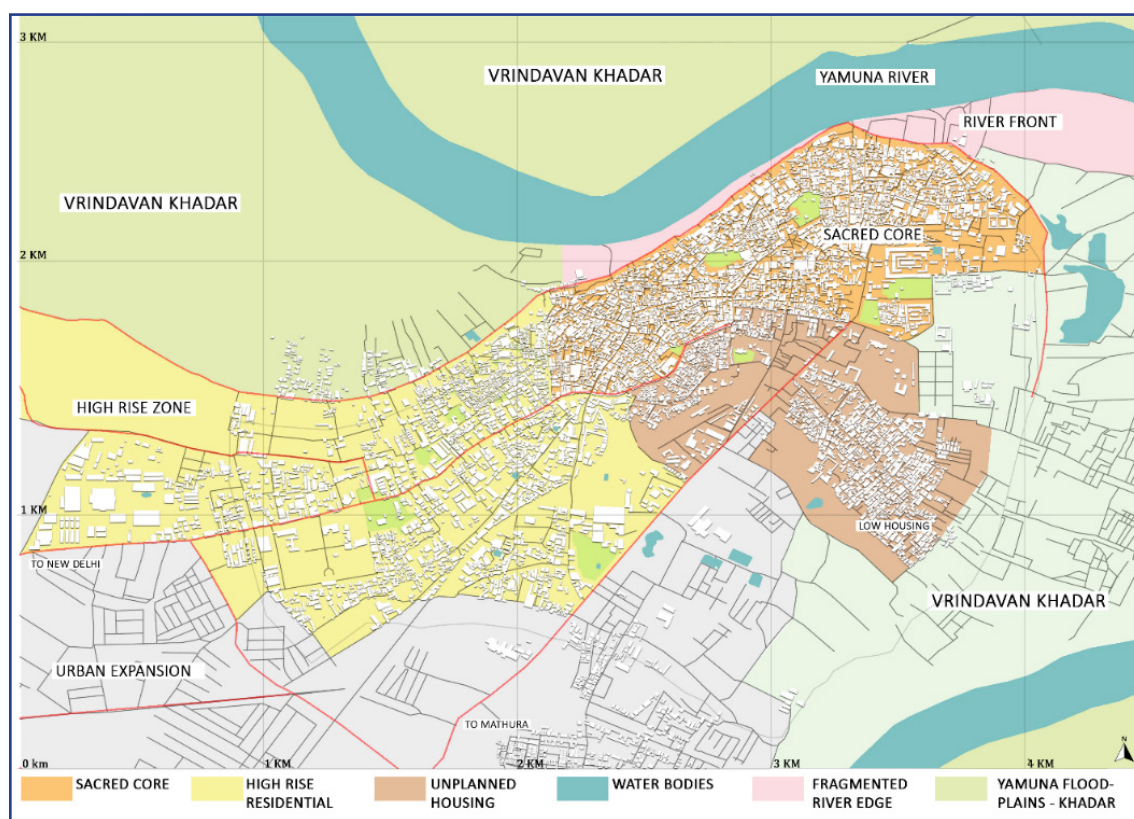 3 KM
VRINDAVAN KHADAR
YAMUNA RIVER
RIVER FRONT
VRINDAVAN KHADAR
SACRED CORE
2 KM
HIGH RISE ZONE
1 KM
LOW HOUSING
TO NEW DELHI
VRINDAVAN KHADAR
URBAN EXPANSION
TO MATHURA
N
0 km
1 KM
2 KM
3 KM
4 KM
SACRED CORE
HIGH RISE
RESIDENTIAL
UNPLANNED
HOUSING
WATER BODIES
FRAGMENTED
RIVER EDGE
YAMUNA FLOOD-
PLAINS - KHADAR